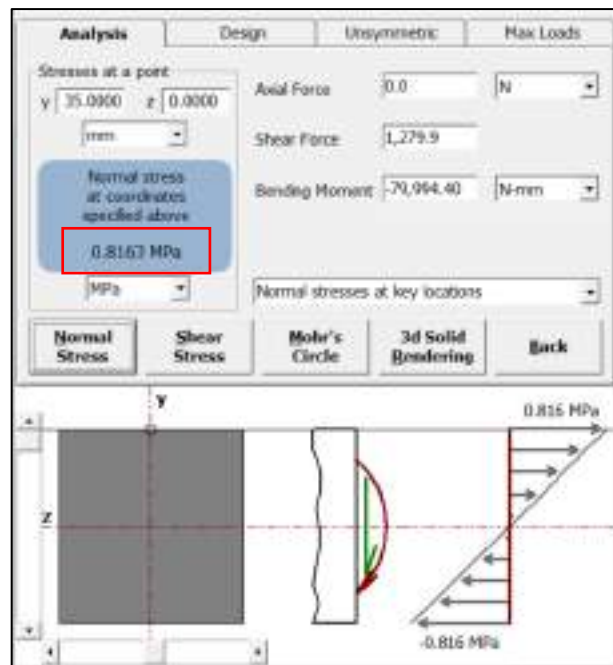 Analysis Design Unsymmetric Max Loads
Stresses at a point
y 35.0000 z 0.0000
mm
Axial Force 0.0 N
Shear Force 1,279.9
Normal stress
at coordinates
specified above
0.8163 MPa
Bending Moment -79,994.40 N-mm
MPa
Normal stresses at key locations
Normal
Stress
Shear
Stress
Mohr's
Circle
3d Solid
Rendering
Back
y
0.816 MPa
z
-0.816 MPa